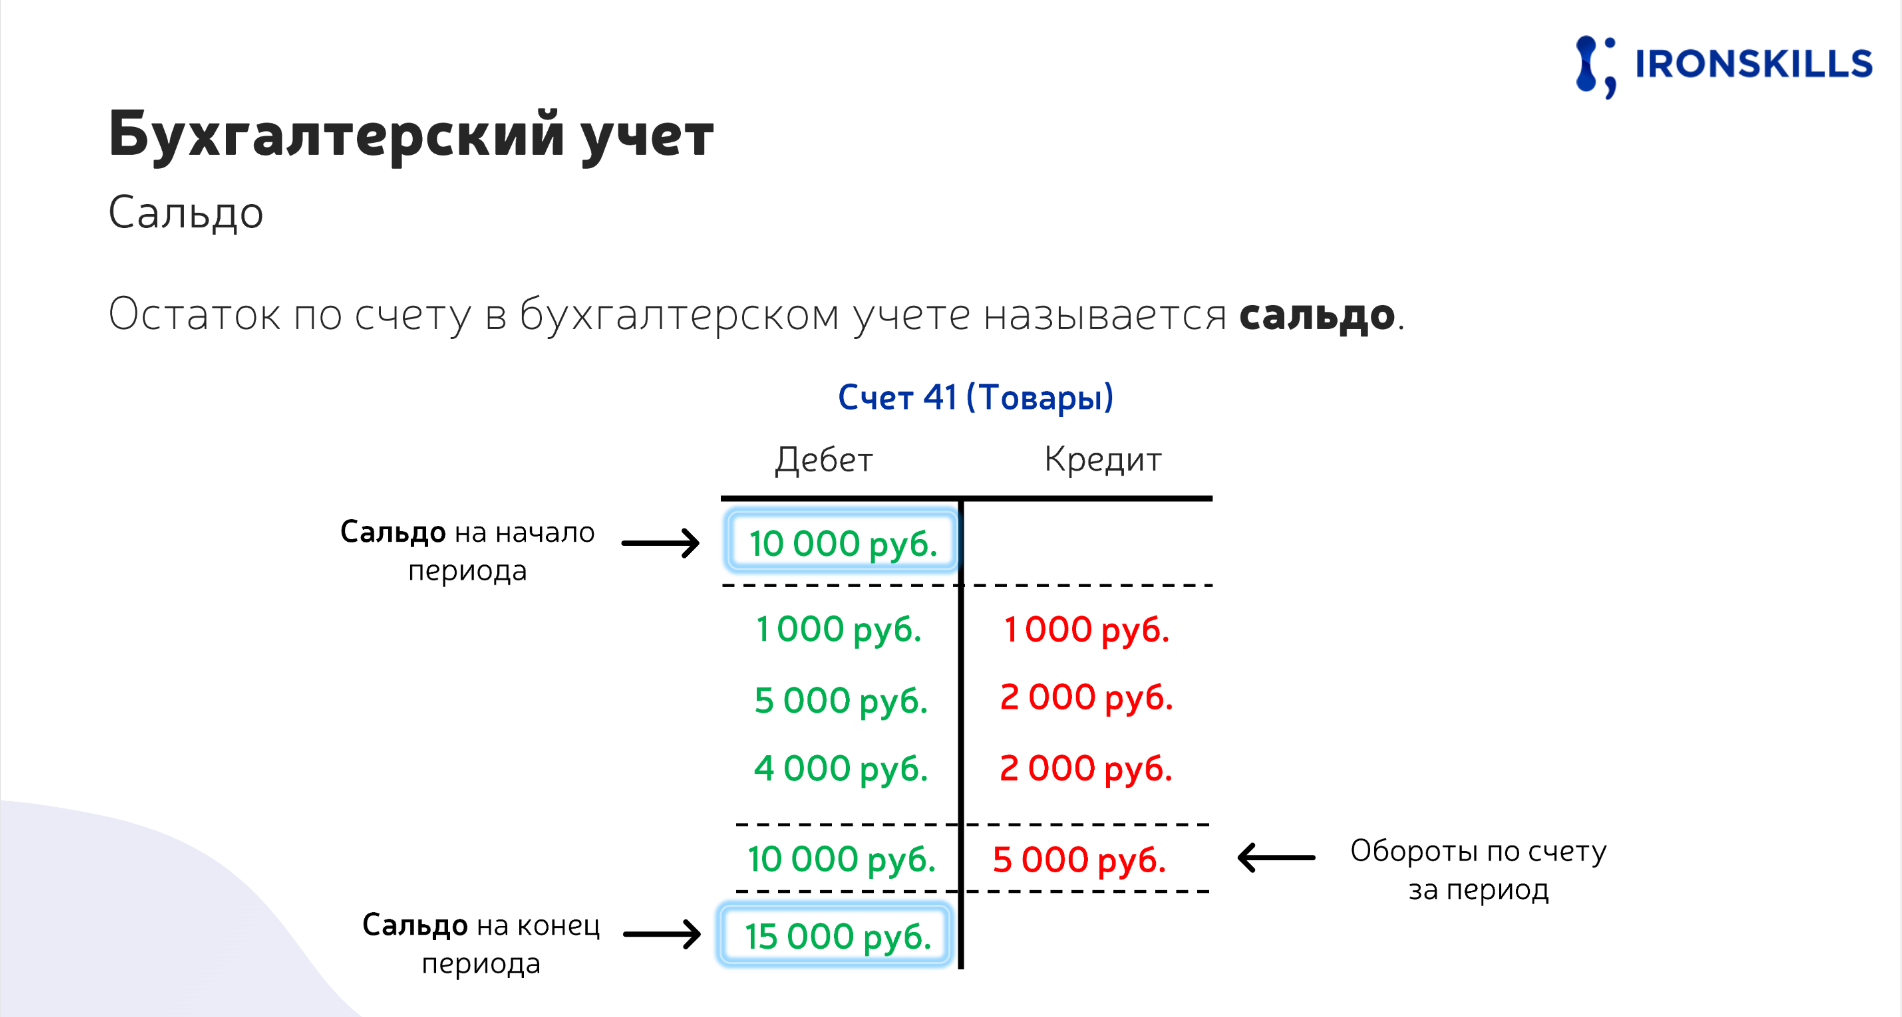 IRONSKILLS
Бухгалтерский учет
Сальдо
Остаток по счету в бухгалтерском учете называется сальдо.
Счет 41 (Товары)
Дебет Кредит
Сальдо на начало
периода
10 000 руб.
1 000 руб. 1 000 руб.
5 000 руб. 2 000 руб.
4 000 руб. 2 000 руб.
10 000 руб. 5 000 руб.
Обороты по счету
за период
Сальдо на конец
периода
15 000 руб.